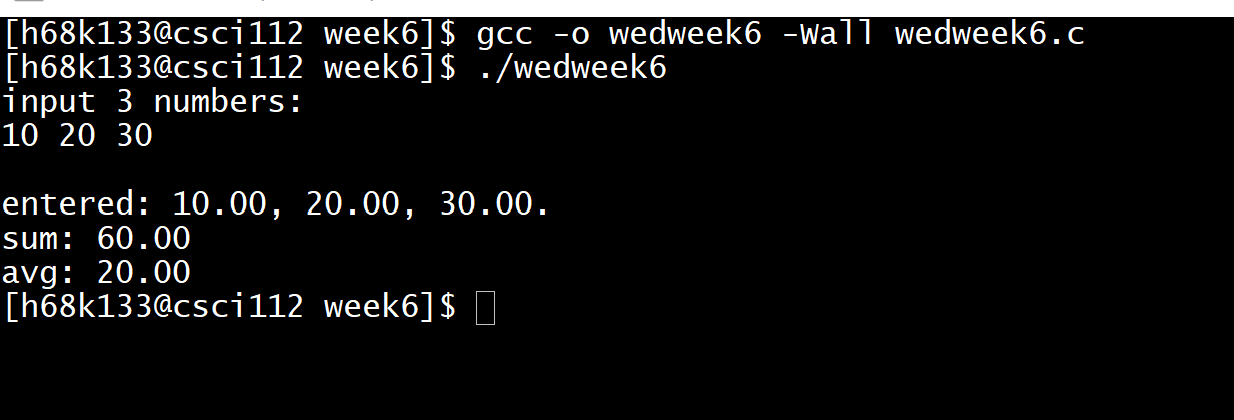 [h68k133@csci112 week6]$ gcc -o wedweek6 -Wall wedweek6.c
[h68k133@csci112 week6]$ ./wedweek6
input 3 numbers:
10 20 30
entered: 10.00, 20.00, 30.00.
sum: 60.00
avg: 20.00
[h68k133@csci112 week6]$